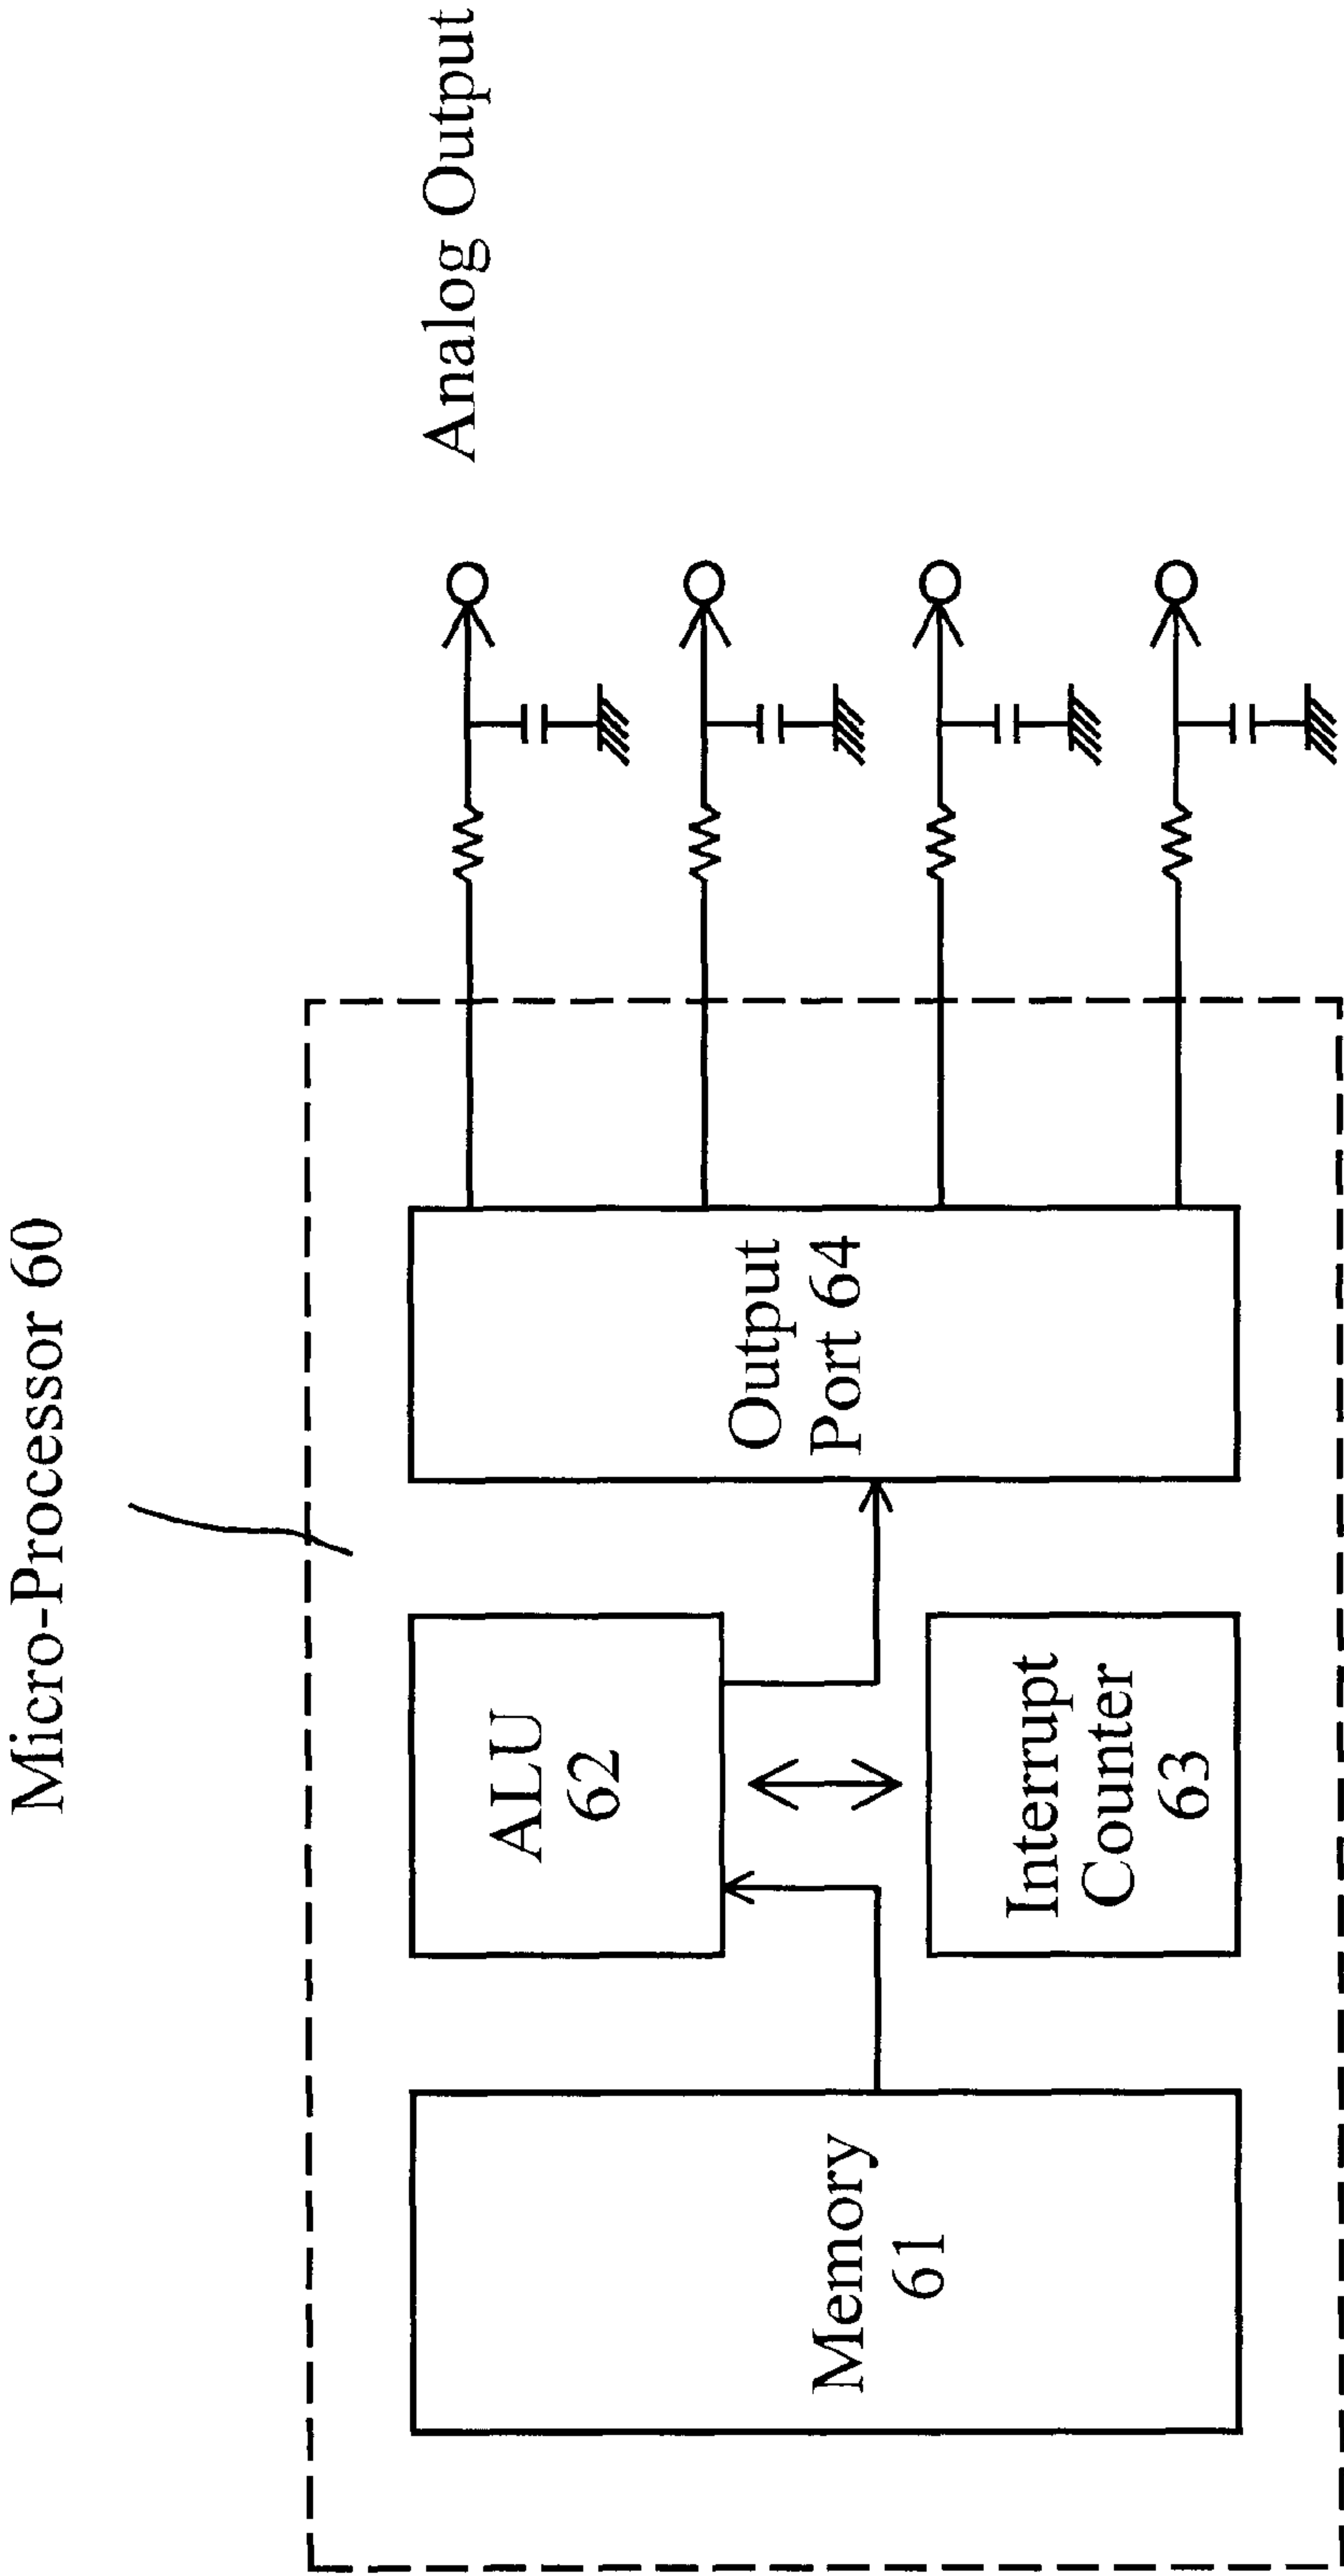 Micro-Processor 60
Memory
61
ALU
62
Interrupt
Counter
63
Output
Port 64
Analog Output